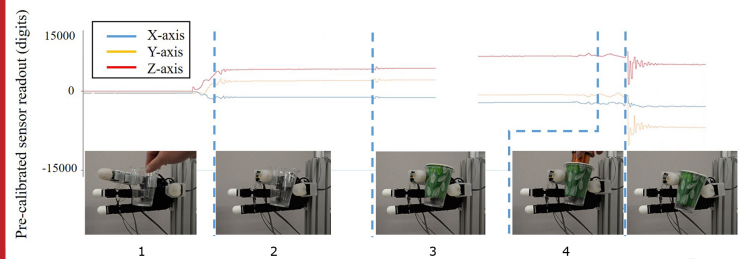 Pre-calibrated sensor readout (digits)
15000
0
-15000
X-axis
Y-axis
Z-axis
1
2
3
4